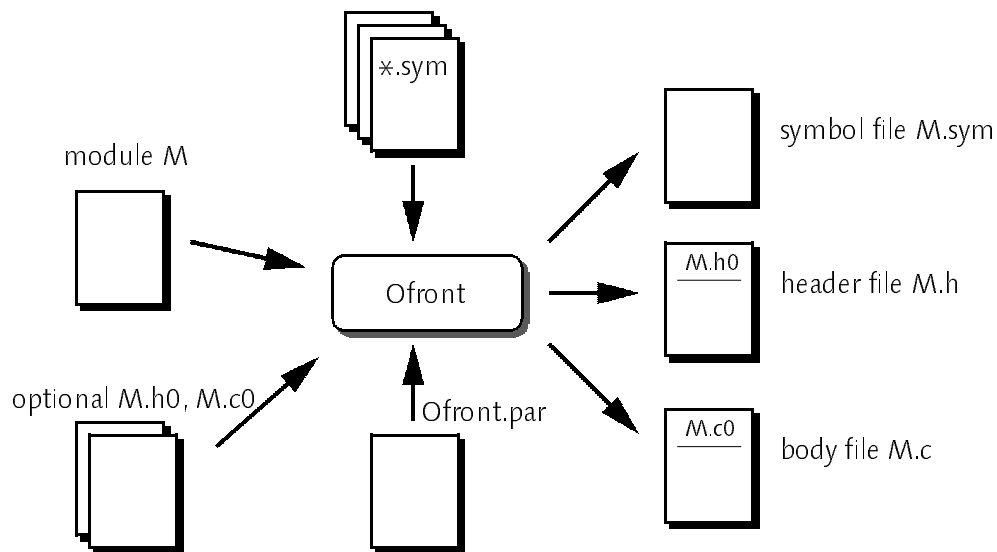 *.sym
symbol file M.sym
module M
M.h0
header file M.h
Ofront
optional M.h0, M.c0
Ofront.par
M.c0
body file M.c